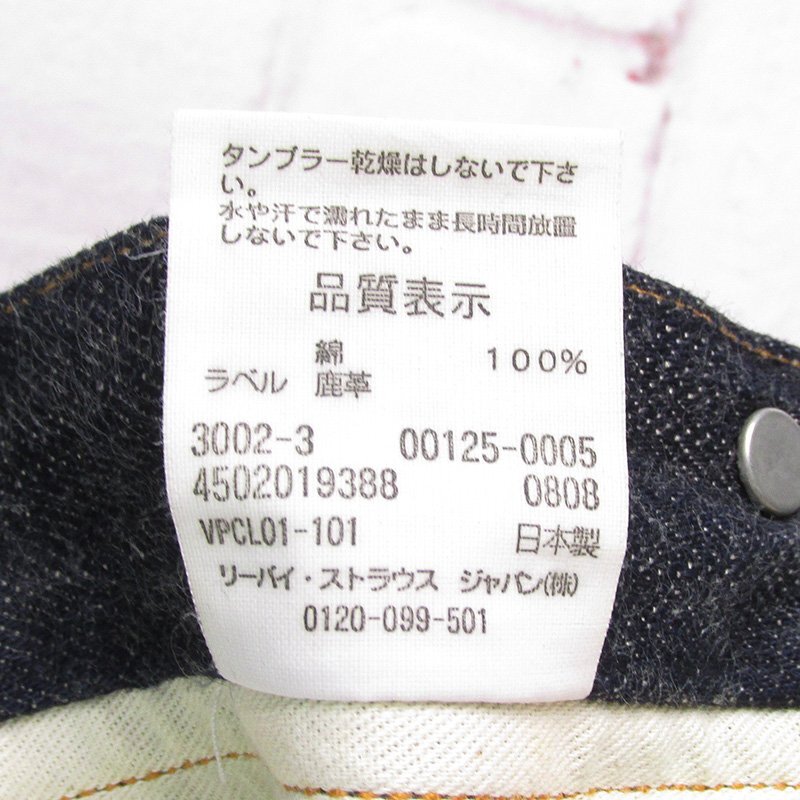 タンブラー乾燥はしないで下さ
い。
水や汗で濡れたまま長時間放置
しないで下さい。
品質表示
綿 100%
ラベル 鹿革
3002-3 00125-0005
4502019388 0808
VPCL01-101 日本製
リーバイ・ストラウス ジャパン(株)
0120-099-501